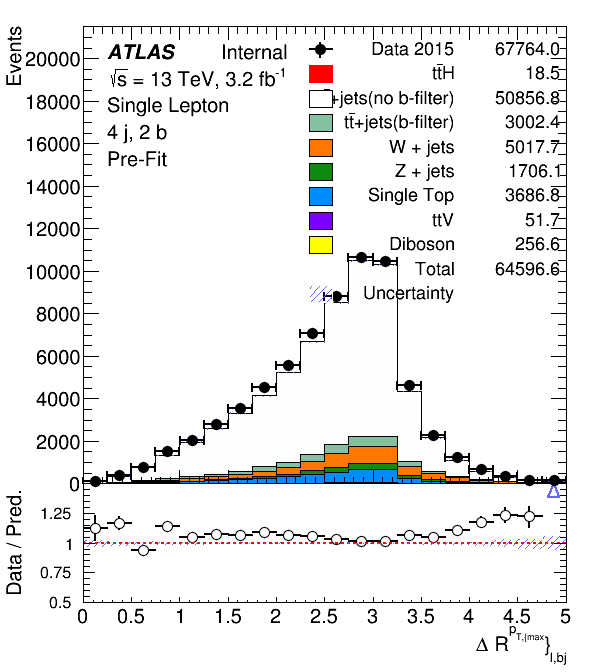 Events
20000
18000
16000
14000
12000
10000
8000
6000
4000
2000
0
ATLAS Internal
√s = 13 TeV, 3.2 fb-1
Single Lepton
4 j, 2 b
Pre-Fit
Data 2015 67764.0
tt̄H 18.5
+jets(no b-filter) 50856.8
tt̄+jets(b-filter) 3002.4
W + jets 5017.7
Z + jets 1706.1
Single Top 3686.8
ttV 51.7
Diboson 256.6
Total 64596.6
Uncertainty
Data / Pred.
1.25
1
0.75
0.5
0 0.5 1 1.5 2 2.5 3 3.5 4 4.5 5
Δ R^{p_{T,{max}}}_{l,bj}